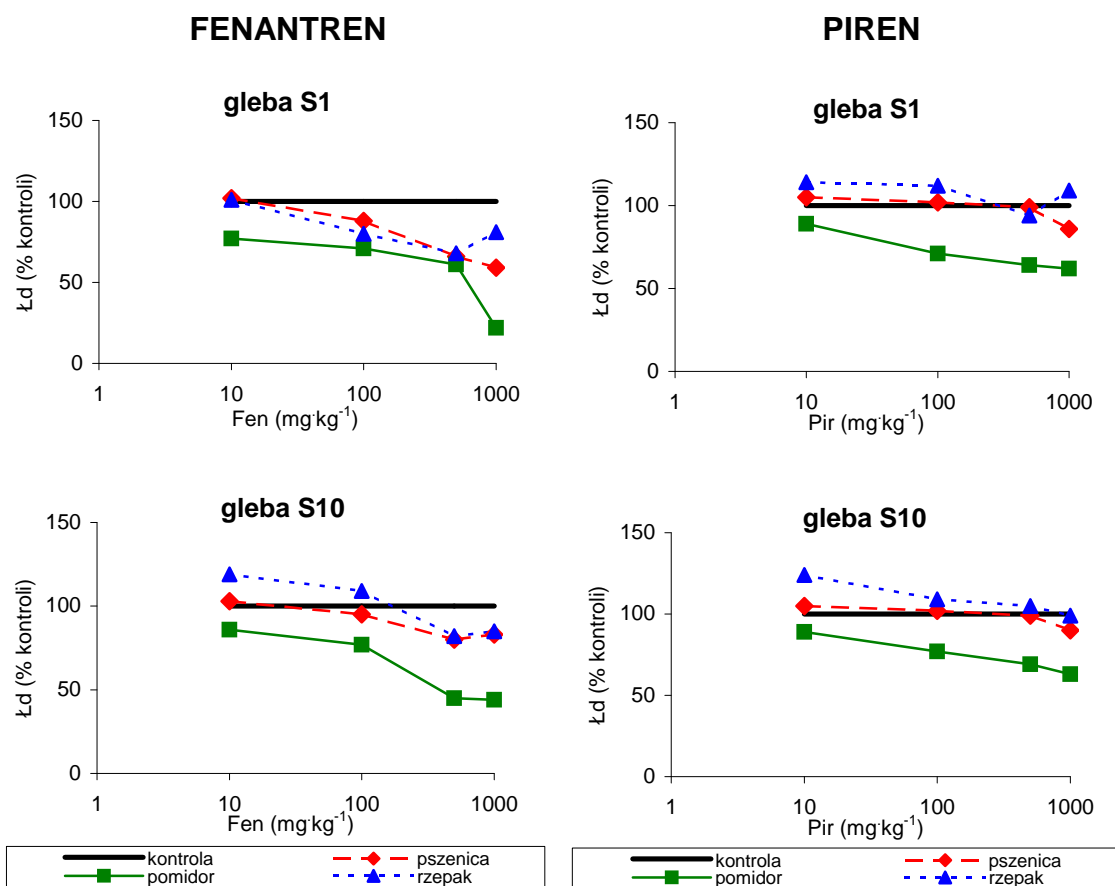 FENANTREN
PIREN
gleba S1
Łd (% kontroli)
150
100
50
0
1 10 100 1000
Fen (mg·kg-1)
gleba S1
Łd (% kontroli)
150
100
50
0
1 10 100 1000
Pir (mg·kg-1)
gleba S10
Łd (% kontroli)
150
100
50
0
1 10 100 1000
Fen (mg·kg-1)
gleba S10
Łd (% kontroli)
150
100
50
0
1 10 100 1000
Pir (mg·kg-1)
kontrola pszenica
pomidor rzepak
kontrola pszenica
pomidor rzepak